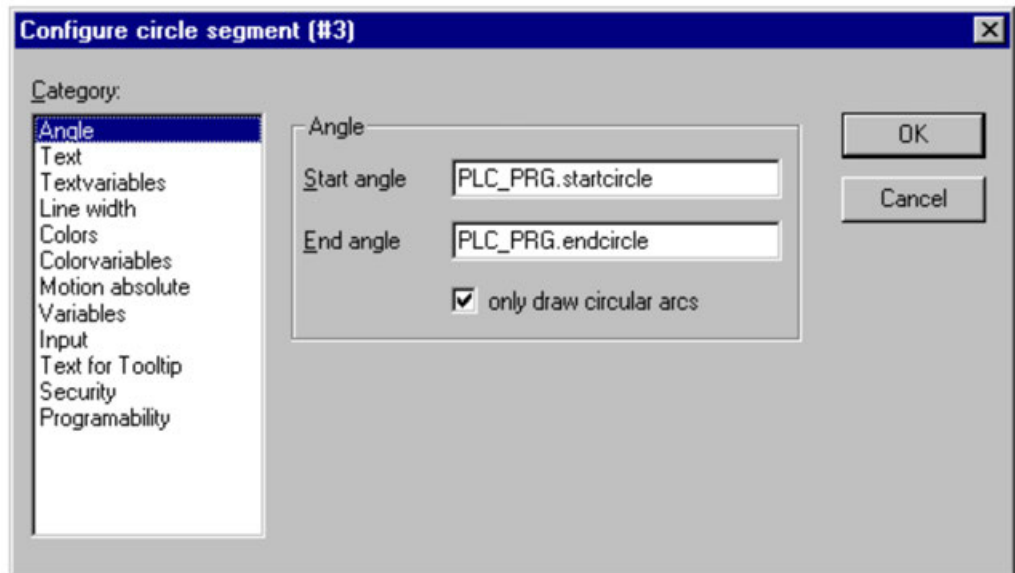 Configure circle segment (#3)
Category:
Angle
Text
Textvariables
Line width
Colors
Colorvariables
Motion absolute
Variables
Input
Text for Tooltip
Security
Programability
Angle
Start angle PLC_PRG.startcircle
End angle PLC_PRG.endcircle
only draw circular arcs
OK
Cancel